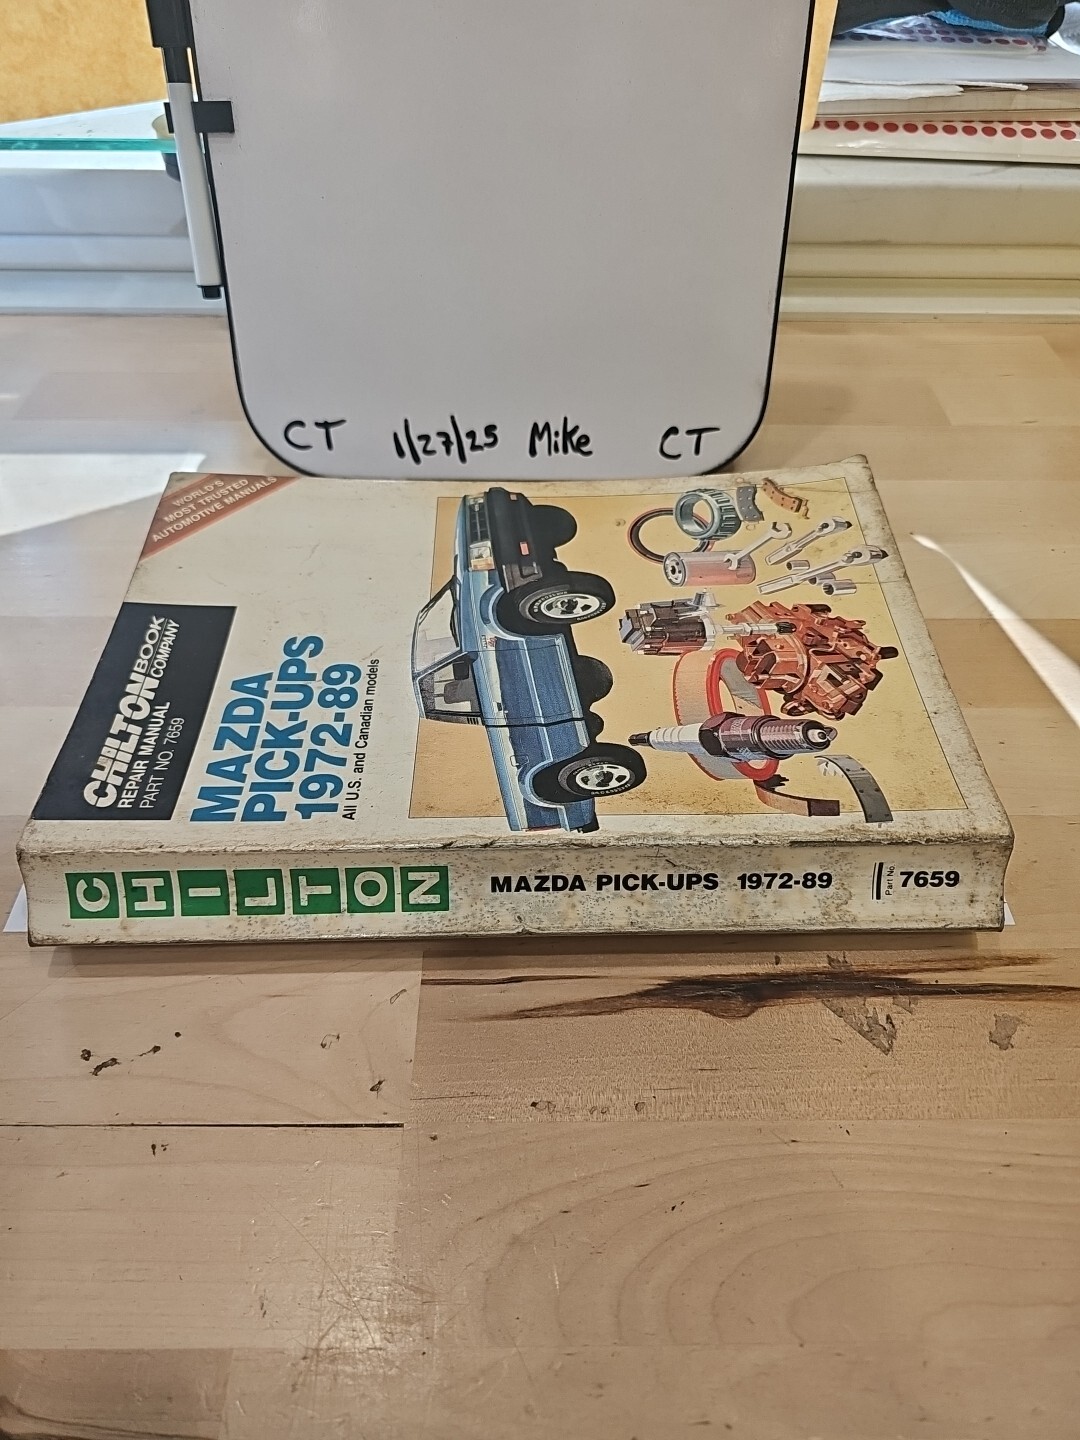 CT 1/27/25 Mike CT
WORLD'S
MOST TRUSTED
AUTOMOTIVE MANUALS
CHILTON BOOK
COMPANY
REPAIR MANUAL
PART NO. 7659
MAZDA
PICK-UPS
1972-89
All U.S. and Canadian models
CHILTON MAZDA PICK-UPS 1972-89 Part No. 7659